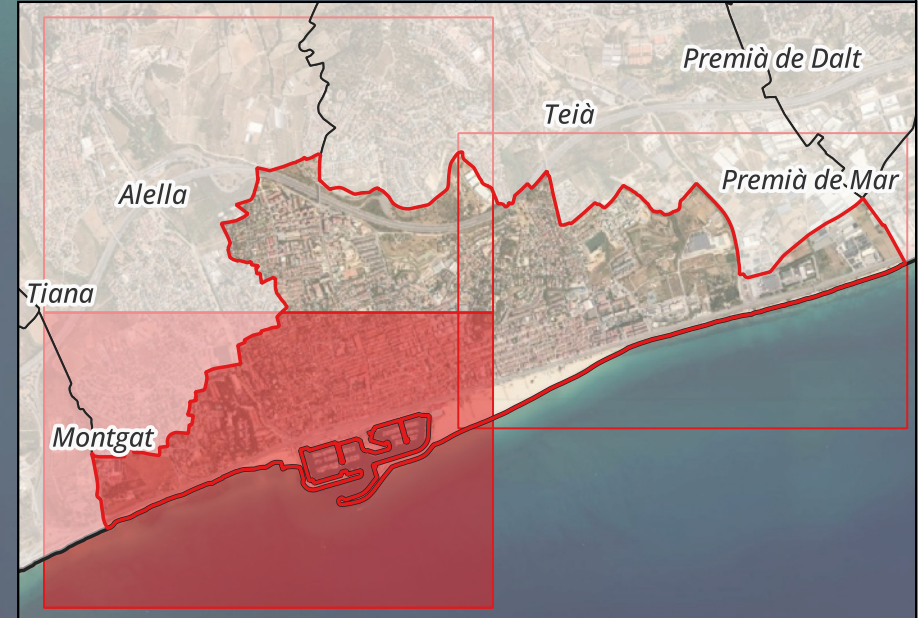 Premià de Dalt
Teià
Premià de Mar
Alella
Tiana
Montgat